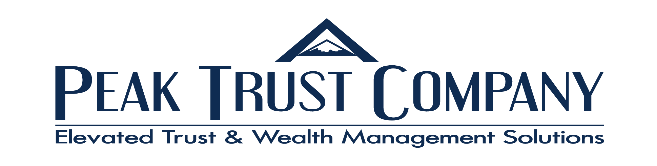 PEAK TRUST COMPANY
Elevated Trust & Wealth Management Solutions